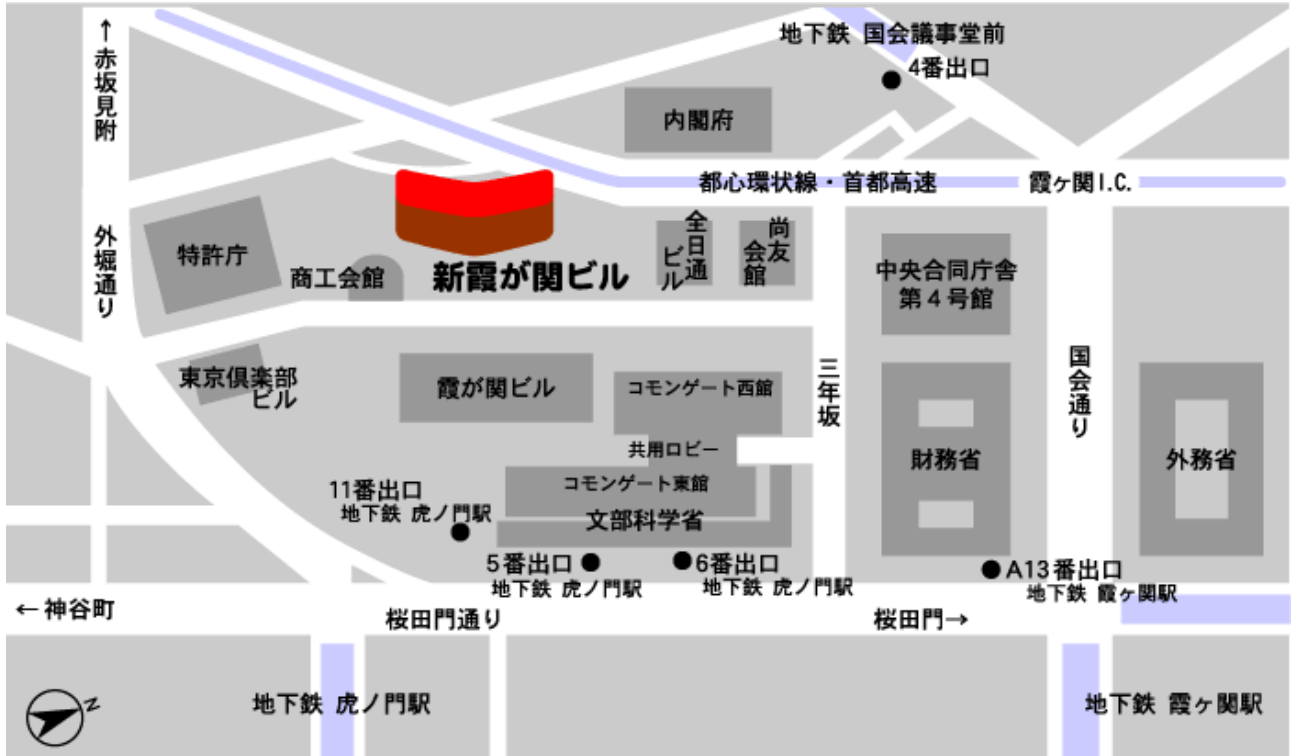 地下鉄 国会議事堂前
4番出口
↑
赤坂見附
内閣府
都心環状線・首都高速
霞ヶ関I.C.
外堀通り
特許庁
商工会館
新霞が関ビル
全日通
ビル
尚友
会館
中央合同庁舎
第4号館
東京倶楽部
ビル
霞が関ビル
コモンゲート西館
三年坂
国会通り
共用ロビー
財務省
外務省
コモンゲート東館
11番出口
地下鉄 虎ノ門駅
文部科学省
5番出口
地下鉄 虎ノ門駅
6番出口
地下鉄 虎ノ門駅
A13番出口
地下鉄 霞ヶ関駅
←神谷町
桜田門通り
桜田門→
地下鉄 虎ノ門駅
地下鉄 霞ヶ関駅
N